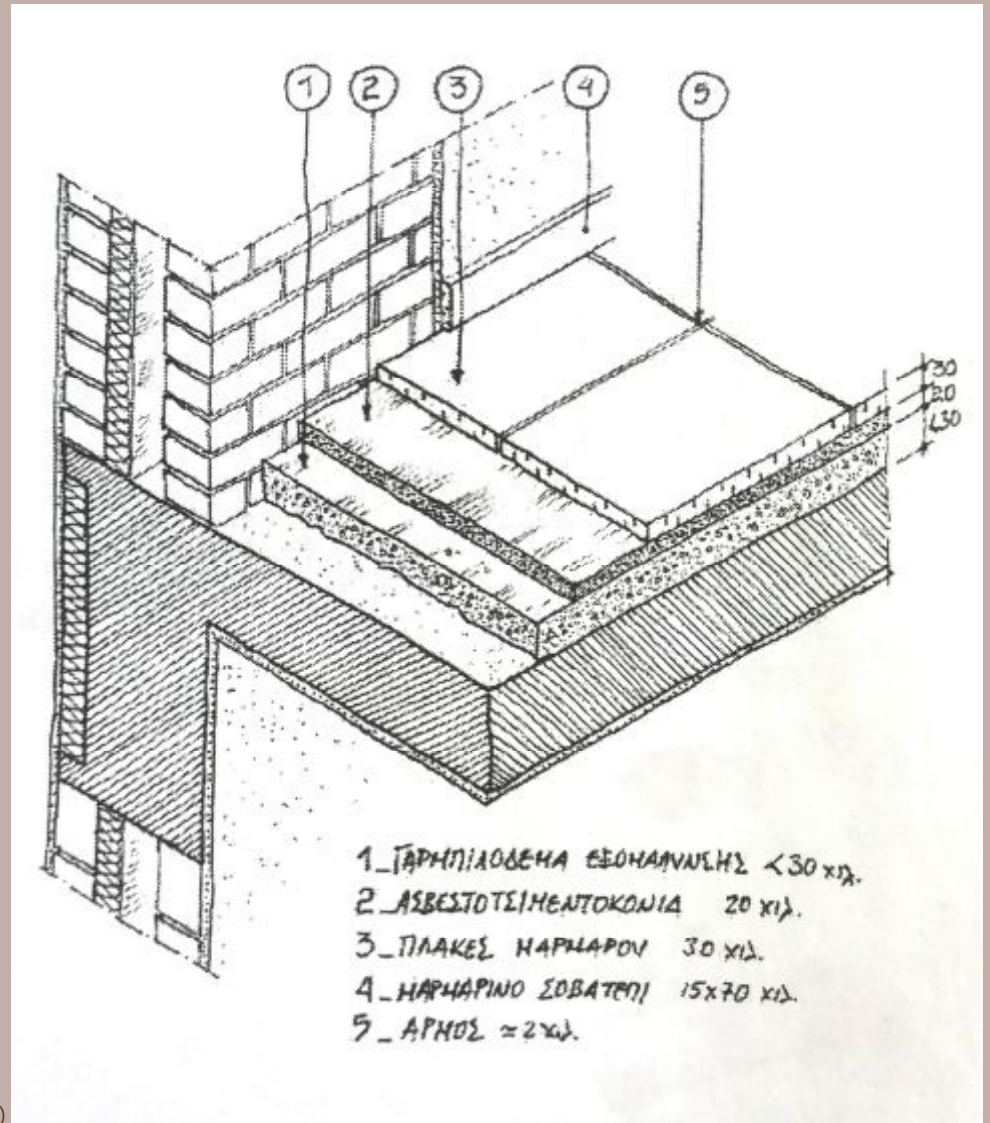 1 2 3 4 5
30
20
<30
1_ΓΑΡΜΠΙΛΟΔΕΜΑ ΕΞΟΜΑΛΥΝΣΗΣ <30 χιλ.
2_ΑΣΒΕΣΤΟΤΣΙΜΕΝΤΟΚΟΝΙΑ 20 χιλ.
3_ΠΛΑΚΕΣ ΜΑΡΜΑΡΟΥ 30 χιλ.
4_ΜΑΡΜΑΡΙΝΟ ΣΟΒΑΤΕΠΙ 15x70 χιλ.
5_ΑΡΜΟΣ ≃2 χιλ.